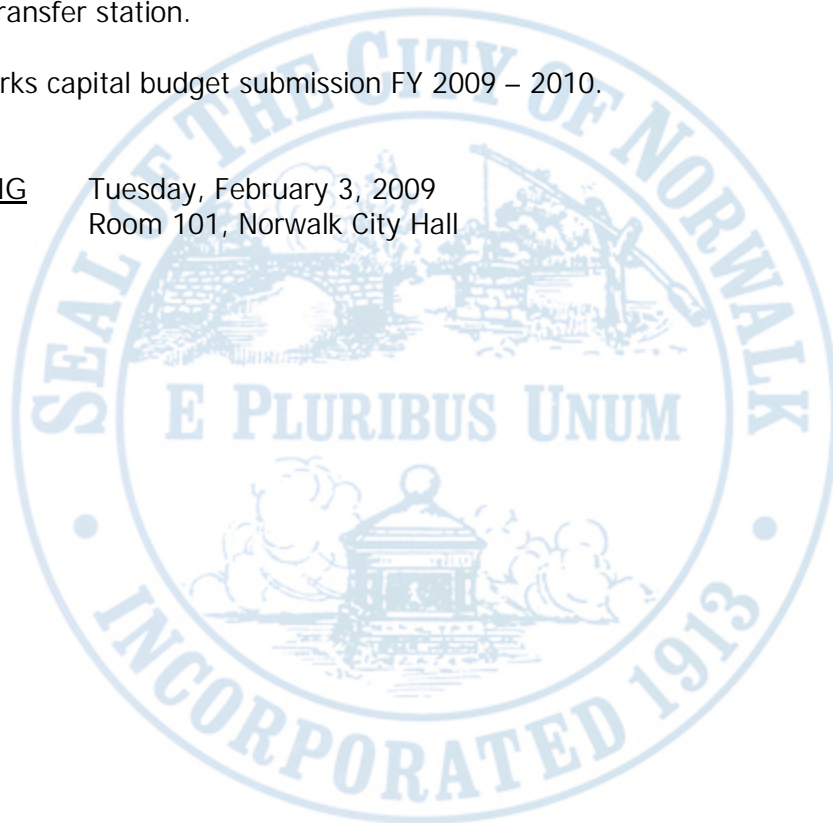 ransfer station.
rks capital budget submission FY 2009 – 2010.
IG Tuesday, February 3, 2009
Room 101, Norwalk City Hall
SEAL OF THE CITY OF NORWALK
E PLURIBUS UNUM
INCORPORATED 1913